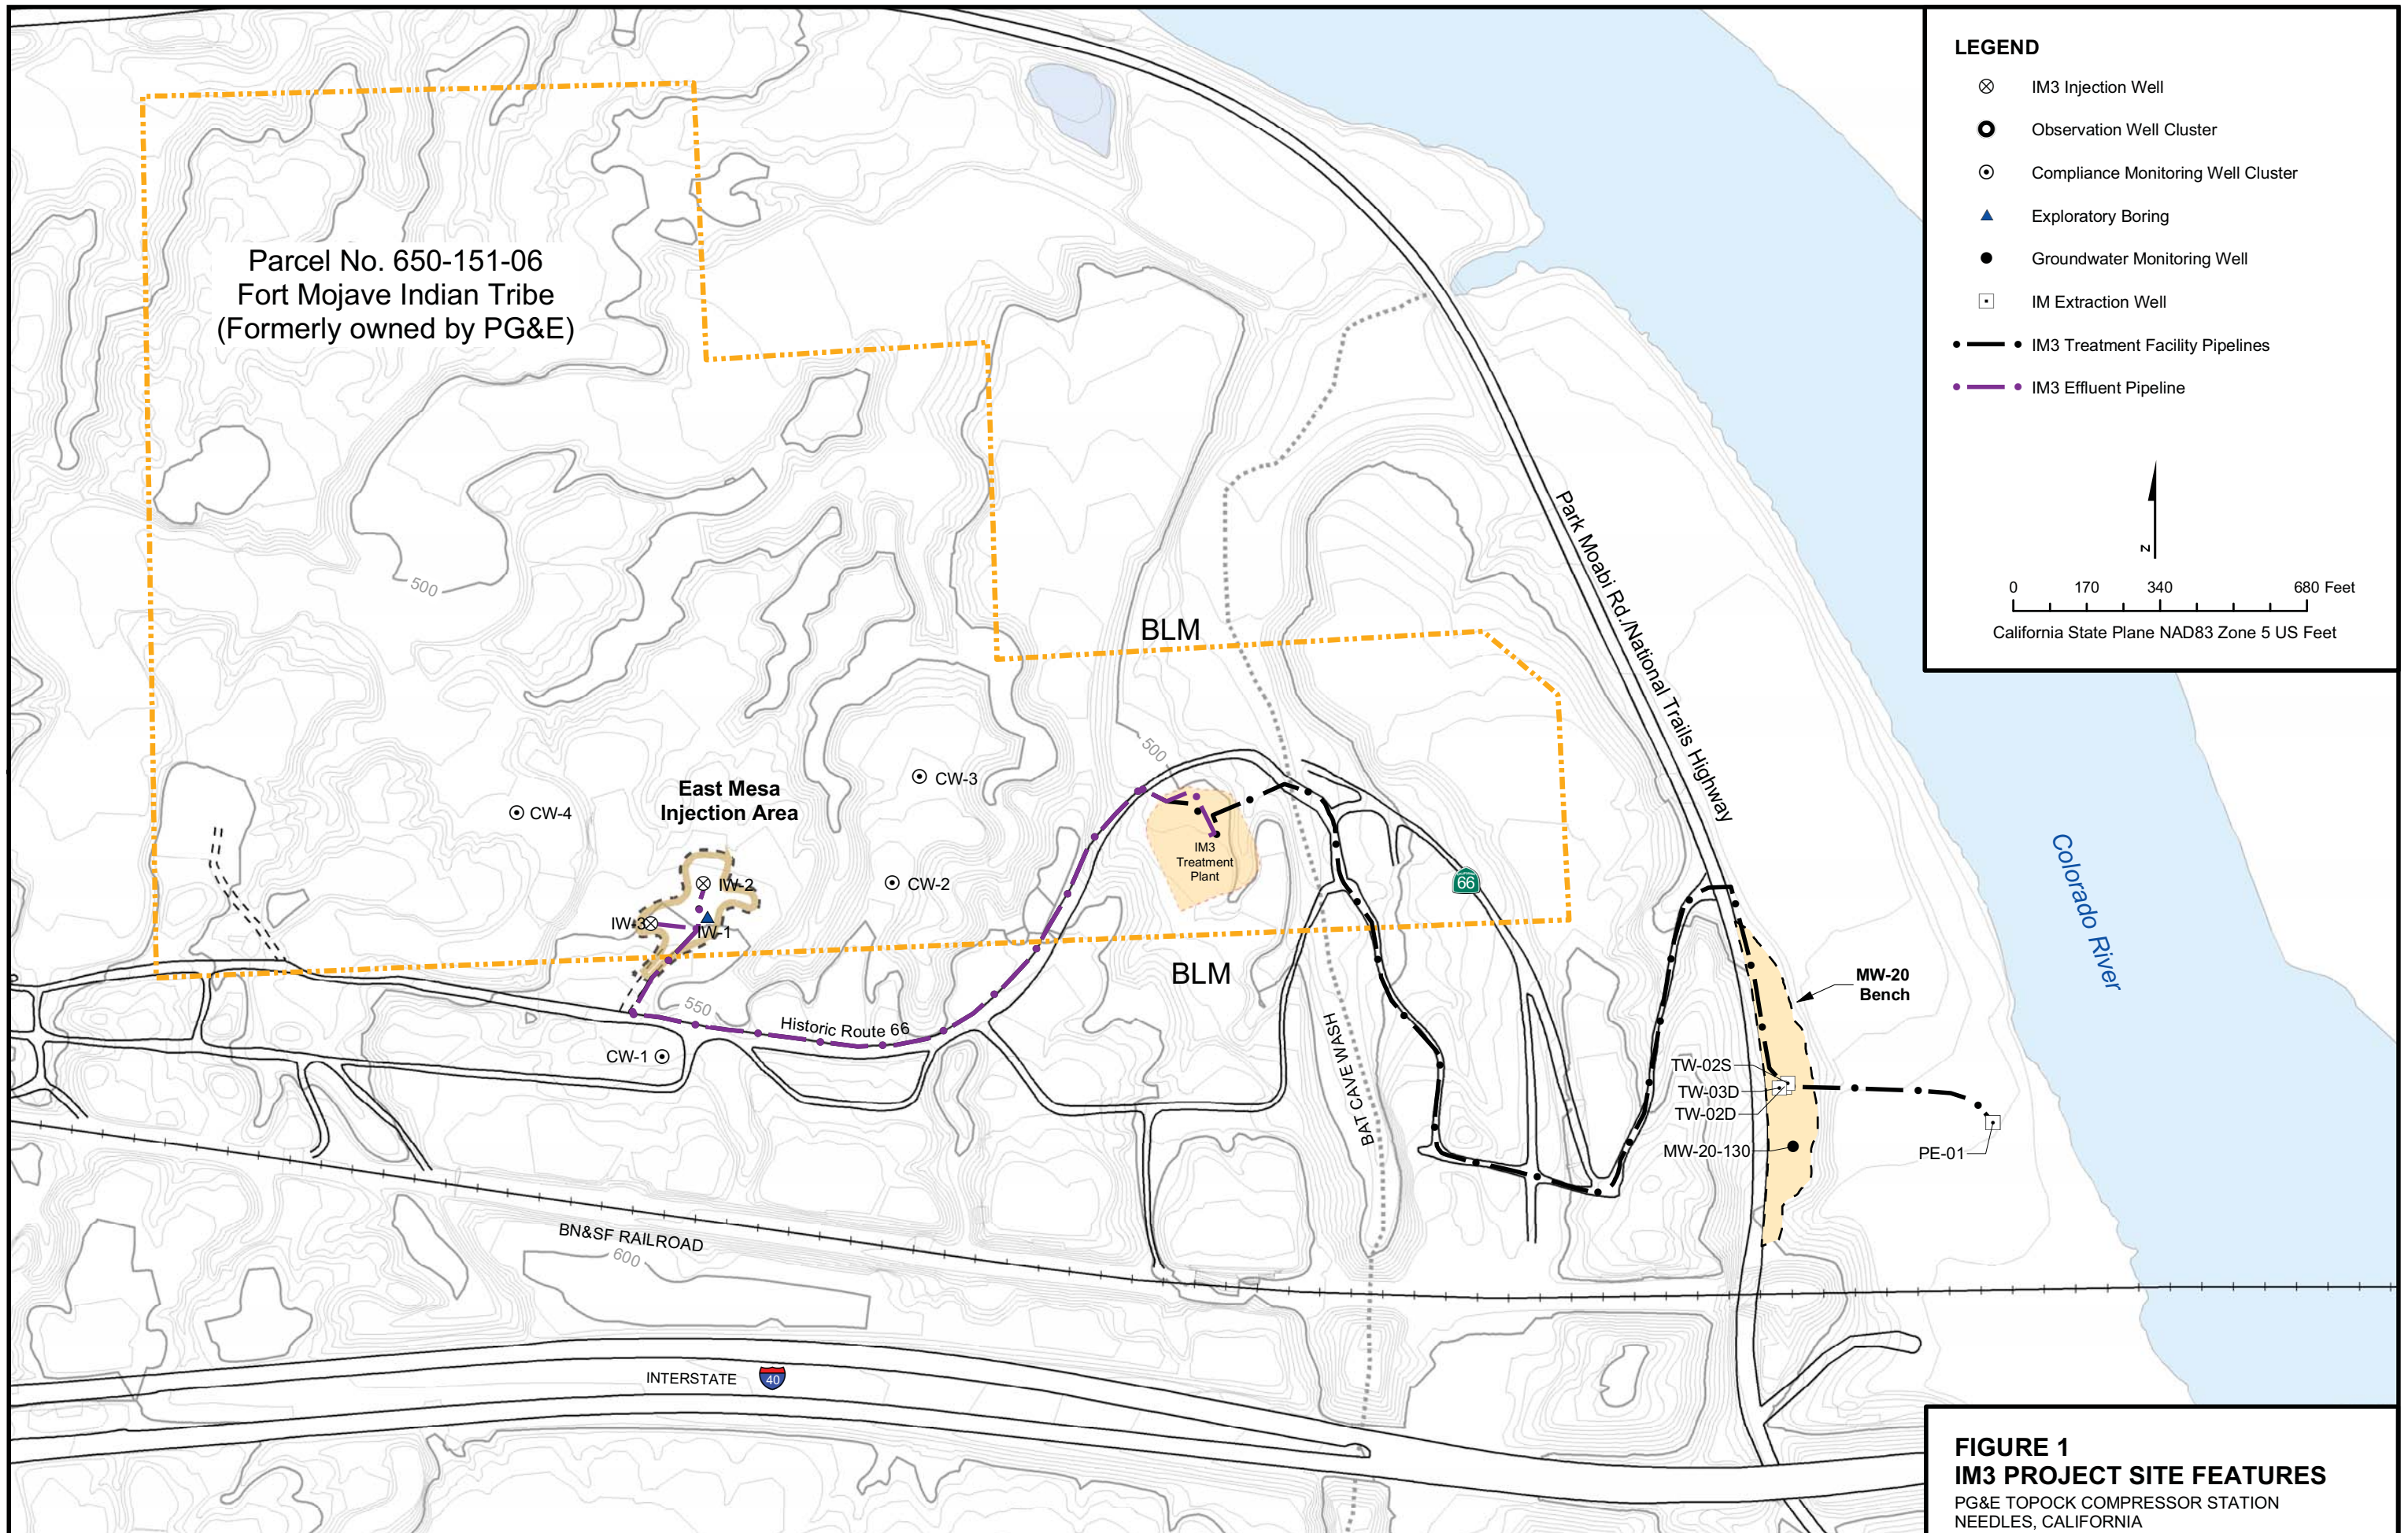 LEGEND
IM3 Injection Well
Observation Well Cluster
Compliance Monitoring Well Cluster
Exploratory Boring
Groundwater Monitoring Well
IM Extraction Well
IM3 Treatment Facility Pipelines
IM3 Effluent Pipeline
N
0 170 340 680 Feet
California State Plane NAD83 Zone 5 US Feet
Parcel No. 650-151-06
Fort Mojave Indian Tribe
(Formerly owned by PG&E)
500
Park Moabi Rd./National Trails Highway
BLM
500
East Mesa
Injection Area
CW-3
CW-4
IM3
Treatment
Plant
66
IW-2
CW-2
IW-3
IW-1
Colorado River
BLM
MW-20
Bench
550
Historic Route 66
CW-1
BAT CAVE WASH
TW-02S
TW-03D
TW-02D
MW-20-130
PE-01
BN&SF RAILROAD
600
INTERSTATE 40
FIGURE 1
IM3 PROJECT SITE FEATURES
PG&E TOPOCK COMPRESSOR STATION
NEEDLES, CALIFORNIA